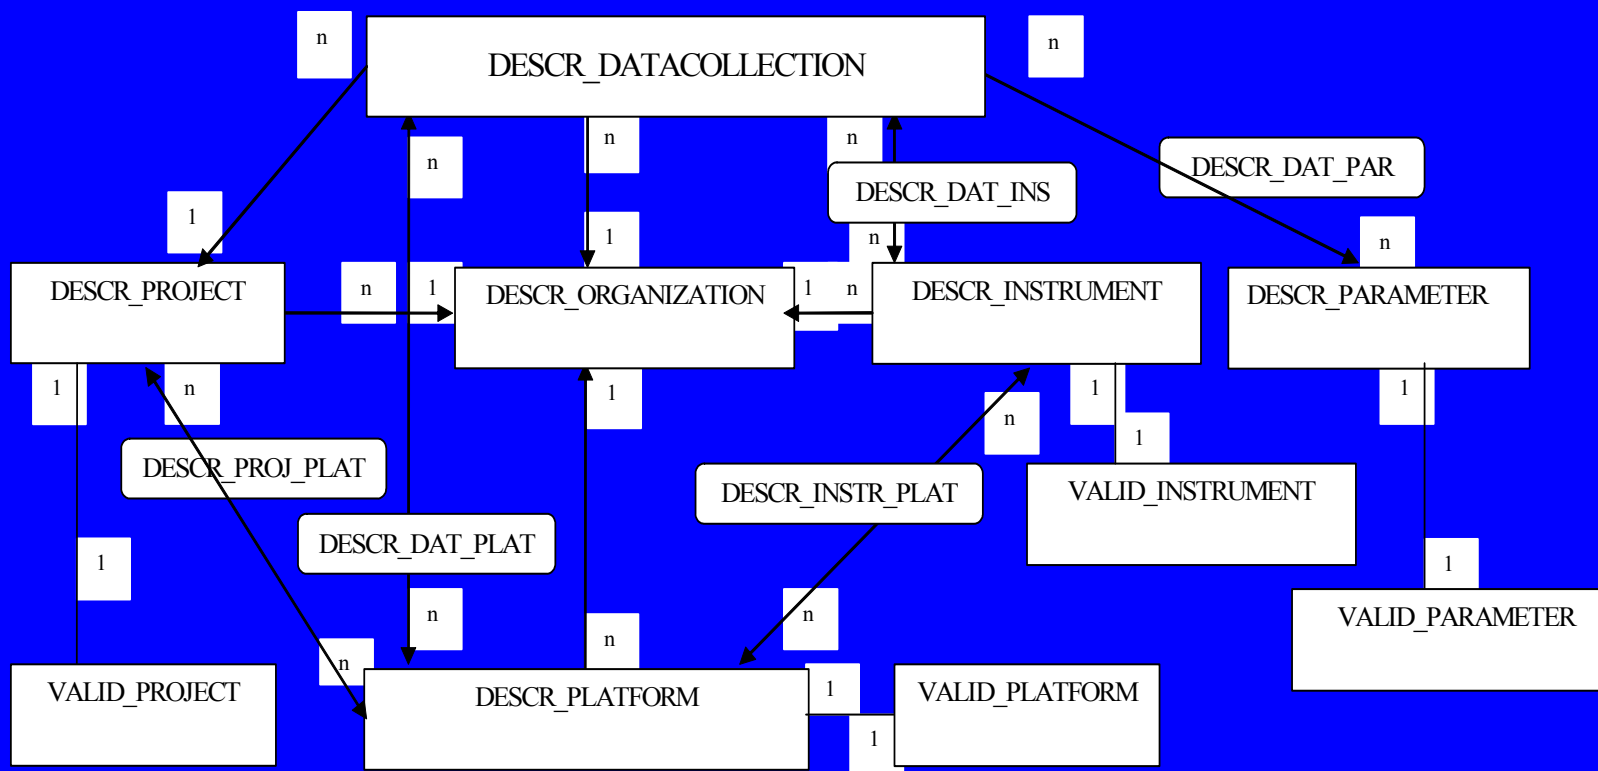 n
DESCR_DATACOLLECTION
n
n
n
n
DESCR_DAT_PAR
DESCR_DAT_INS
1
1
n
n
DESCR_PROJECT
n
1
DESCR_ORGANIZATION
1
n
DESCR_INSTRUMENT
DESCR_PARAMETER
1
n
1
n
1
1
1
DESCR_PROJ_PLAT
DESCR_INSTR_PLAT
VALID_INSTRUMENT
DESCR_DAT_PLAT
1
1
n
n
n
VALID_PARAMETER
n
VALID_PROJECT
DESCR_PLATFORM
1
VALID_PLATFORM
1